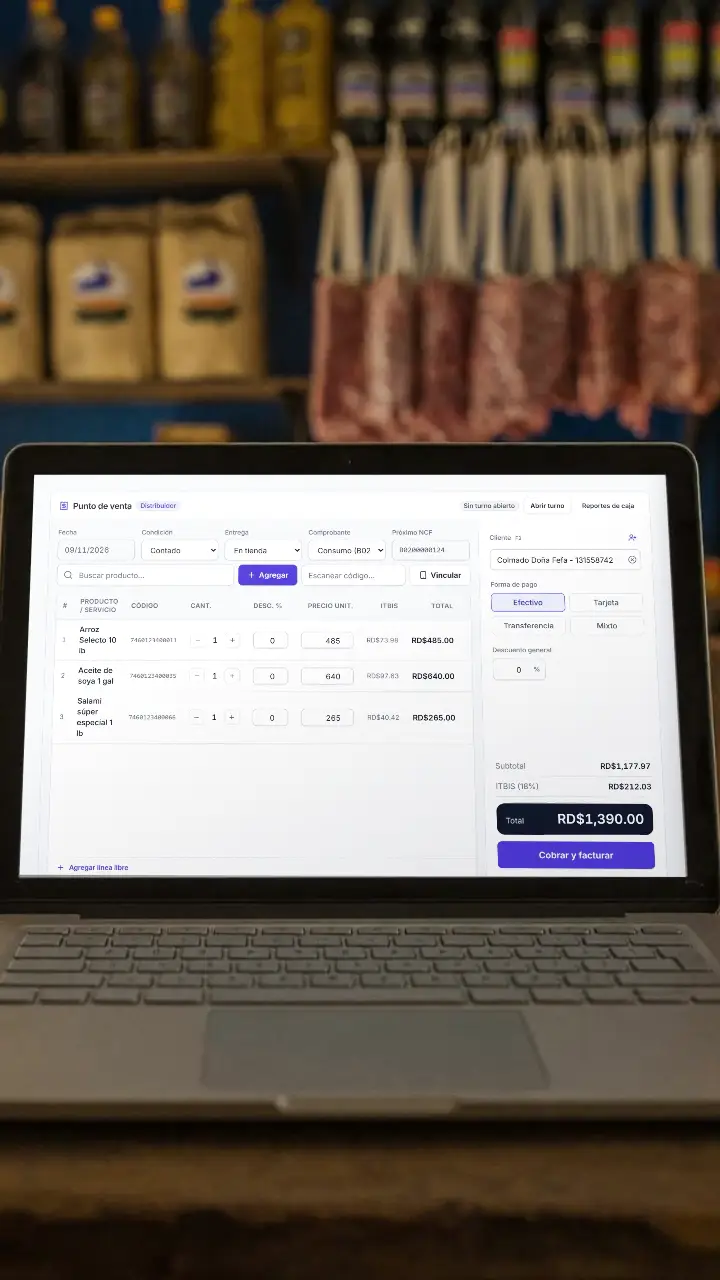 Punto de venta Distribuidor Sin turno abierto Abrir turno Reportes de caja
Fecha Condición Entrega Comprobante Próximo NCF
09/11/2026 Contado En tienda Consumo (B02 B0200000124
Buscar producto... + Agregar Escanear código... Vincular
# PRODUCTO / SERVICIO CÓDIGO CANT. DESC. % PRECIO UNIT. ITBIS TOTAL
1 Arroz Selecto 10 lb 7460123400011 − 1 + 0 485 RD$73.98 RD$485.00
2 Aceite de soya 1 gal 7460123400035 − 1 + 0 640 RD$97.63 RD$640.00
3 Salami súper especial 1 lb 7460123400066 − 1 + 0 265 RD$40.42 RD$265.00
+ Agregar línea libre
Cliente F3
Colmado Doña Fefa - 131558742
Forma de pago
Efectivo Tarjeta
Transferencia Mixto
Descuento general
0 %
Subtotal RD$1,177.97
ITBIS (18%) RD$212.03
Total RD$1,390.00
Cobrar y facturar